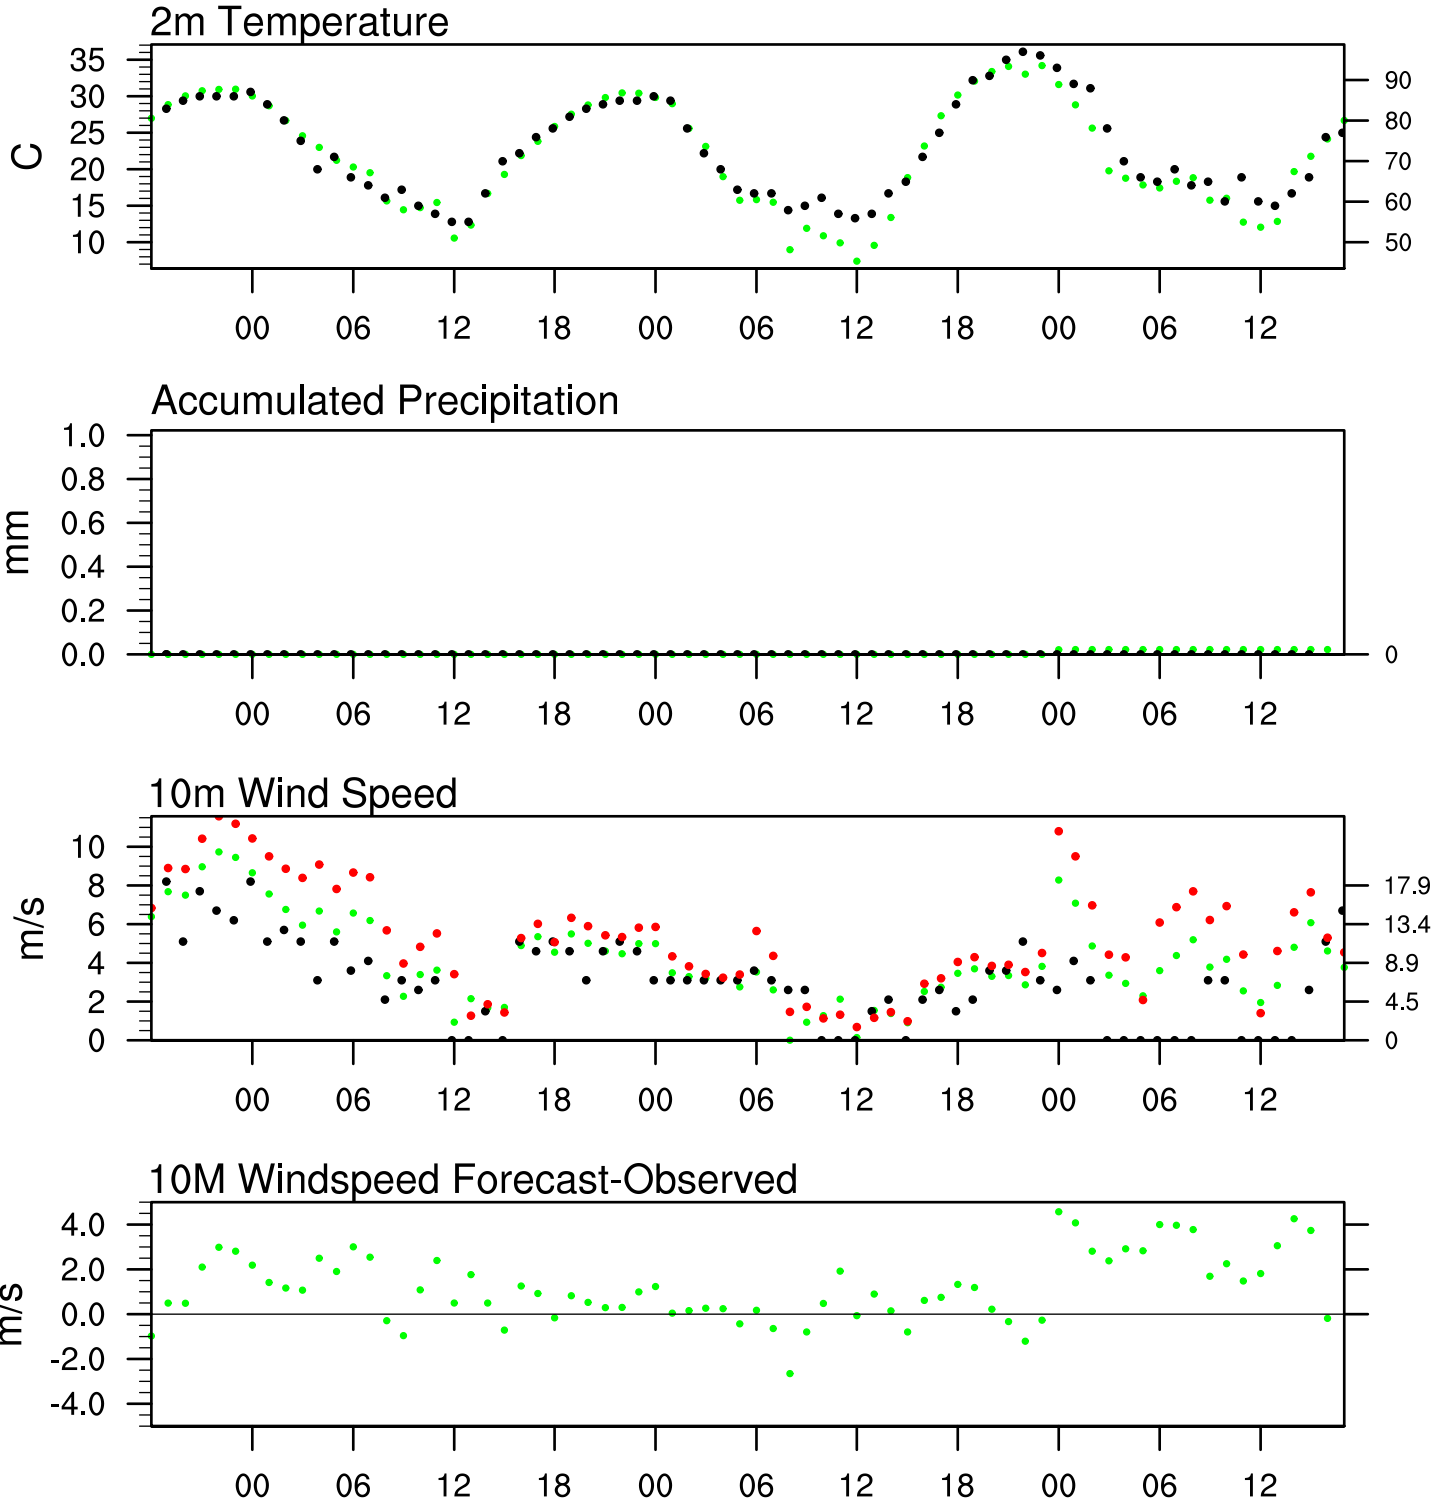 2m Temperature
35
30
25
20
15
10
C
90
80
70
60
50
00 06 12 18 00 06 12 18 00 06 12
Accumulated Precipitation
1.0
0.8
0.6
0.4
0.2
0.0
mm
0
00 06 12 18 00 06 12 18 00 06 12
10m Wind Speed
10
8
6
4
2
0
m/s
17.9
13.4
8.9
4.5
0
00 06 12 18 00 06 12 18 00 06 12
10M Windspeed Forecast-Observed
4.0
2.0
0.0
-2.0
-4.0
m/s
00 06 12 18 00 06 12 18 00 06 12